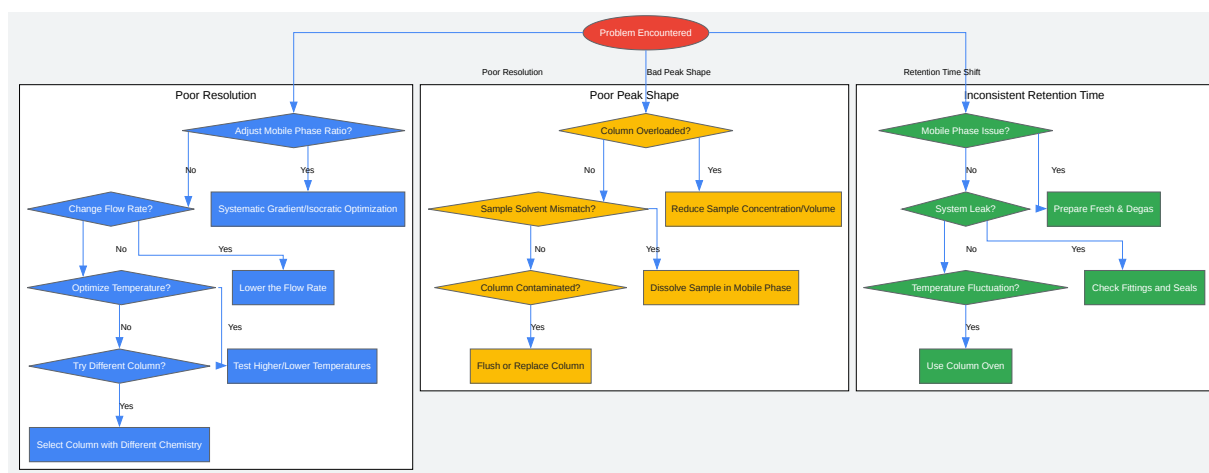 Problem Encountered
Poor Resolution
Bad Peak Shape
Retention Time Shift
Poor Resolution
Adjust Mobile Phase Ratio?
No
Yes
Change Flow Rate?
Systematic Gradient/Isocratic Optimization
No
Yes
Optimize Temperature?
Lower the Flow Rate
No
Yes
Try Different Column?
Test Higher/Lower Temperatures
Yes
Select Column with Different Chemistry
Poor Peak Shape
Column Overloaded?
No
Yes
Sample Solvent Mismatch?
Reduce Sample Concentration/Volume
No
Yes
Column Contaminated?
Dissolve Sample in Mobile Phase
Yes
Flush or Replace Column
Inconsistent Retention Time
Mobile Phase Issue?
No
Yes
System Leak?
Prepare Fresh & Degas
No
Yes
Temperature Fluctuation?
Check Fittings and Seals
Yes
Use Column Oven